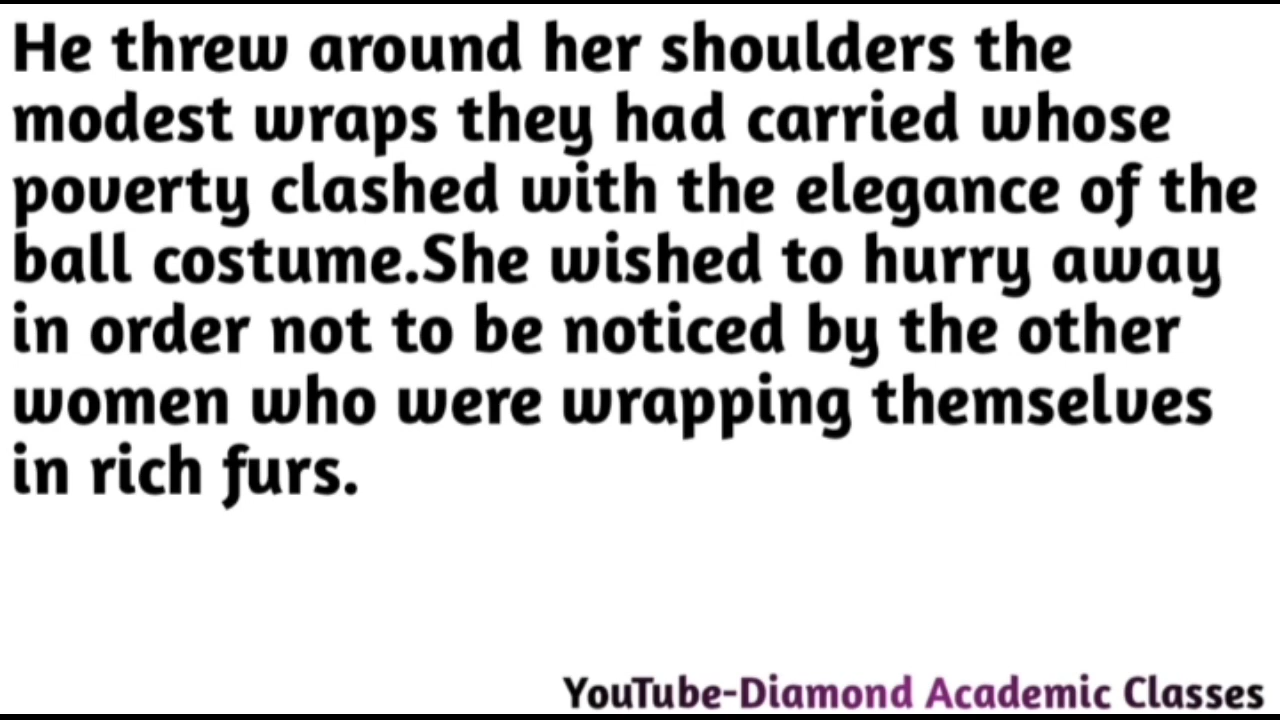 He threw around her shoulders the
modest wraps they had carried whose
poverty clashed with the elegance of the
ball costume.She wished to hurry away
in order not to be noticed by the other
women who were wrapping themselves
in rich furs.
YouTube-Diamond Academic Classes